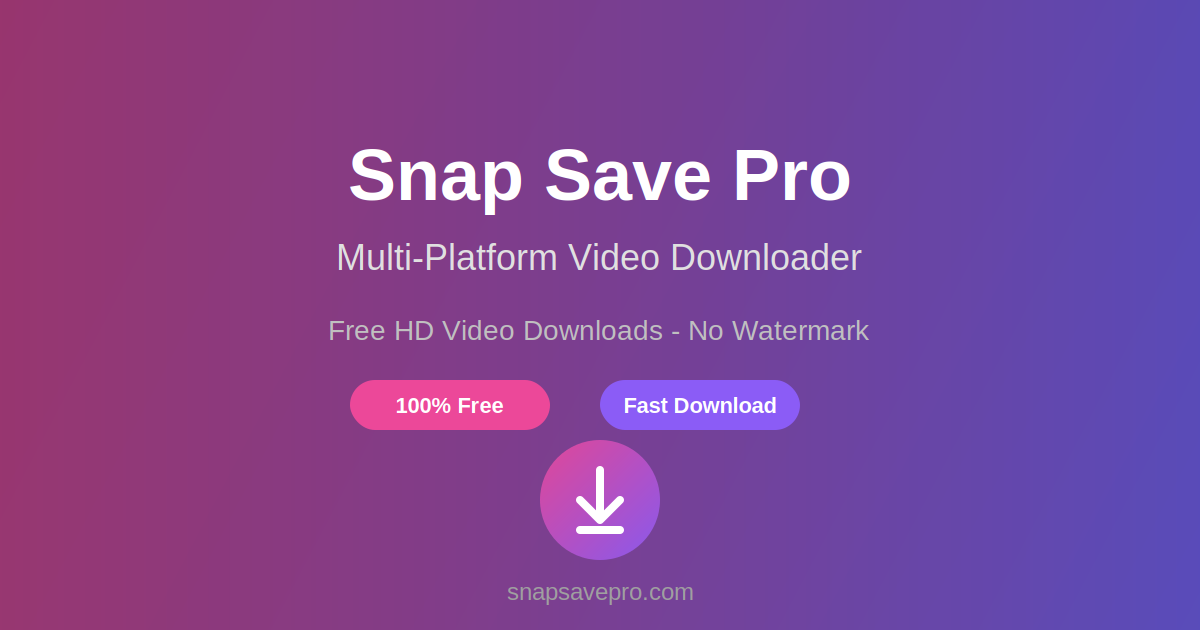 Snap Save Pro
Multi-Platform Video Downloader
Free HD Video Downloads - No Watermark
100% Free
Fast Download
snapsavepro.com